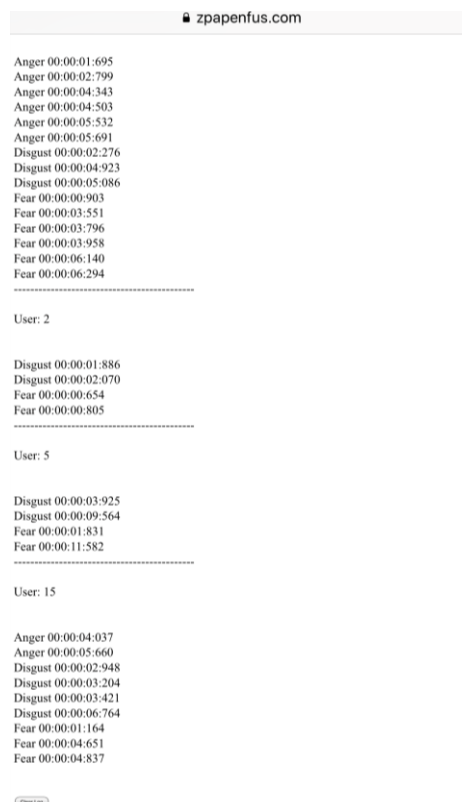 zpapenfus.com
Anger 00:00:01:695
Anger 00:00:02:799
Anger 00:00:04:343
Anger 00:00:04:503
Anger 00:00:05:532
Anger 00:00:05:691
Disgust 00:00:02:276
Disgust 00:00:04:923
Disgust 00:00:05:086
Fear 00:00:00:903
Fear 00:00:03:551
Fear 00:00:03:796
Fear 00:00:03:958
Fear 00:00:06:140
Fear 00:00:06:294
--------------------------------------------
User: 2
Disgust 00:00:01:886
Disgust 00:00:02:070
Fear 00:00:00:654
Fear 00:00:00:805
--------------------------------------------
User: 5
Disgust 00:00:03:925
Disgust 00:00:09:564
Fear 00:00:01:831
Fear 00:00:11:582
--------------------------------------------
User: 15
Anger 00:00:04:037
Anger 00:00:05:660
Disgust 00:00:02:948
Disgust 00:00:03:204
Disgust 00:00:03:421
Disgust 00:00:06:764
Fear 00:00:01:164
Fear 00:00:04:651
Fear 00:00:04:837